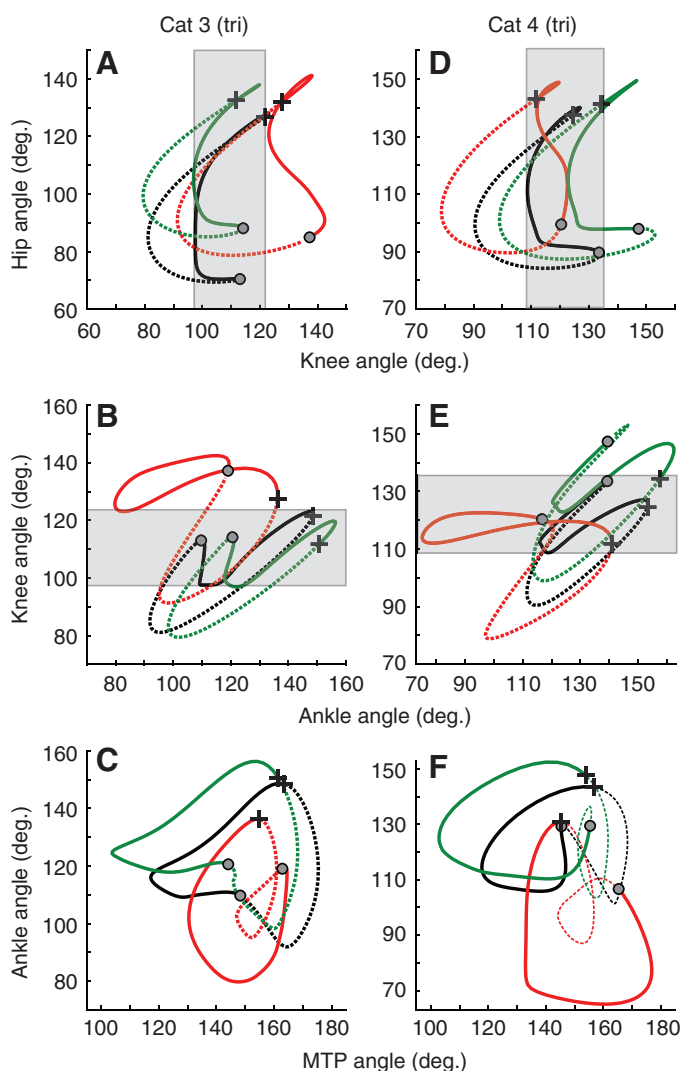 Cat 3 (tri)
Cat 4 (tri)
A
D
140
120
100
80
60
150
130
110
90
70
Hip angle (deg.)
60 80 100 120 140
70 90 110 130 150
Knee angle (deg.)
B
E
160
140
120
100
80
150
130
110
90
70
Knee angle (deg.)
80 100 120 140 160
70 90 110 130 150
Ankle angle (deg.)
C
F
160
140
120
100
80
150
130
110
90
70
Ankle angle (deg.)
100 120 140 160 180
100 120 140 160 180
MTP angle (deg.)